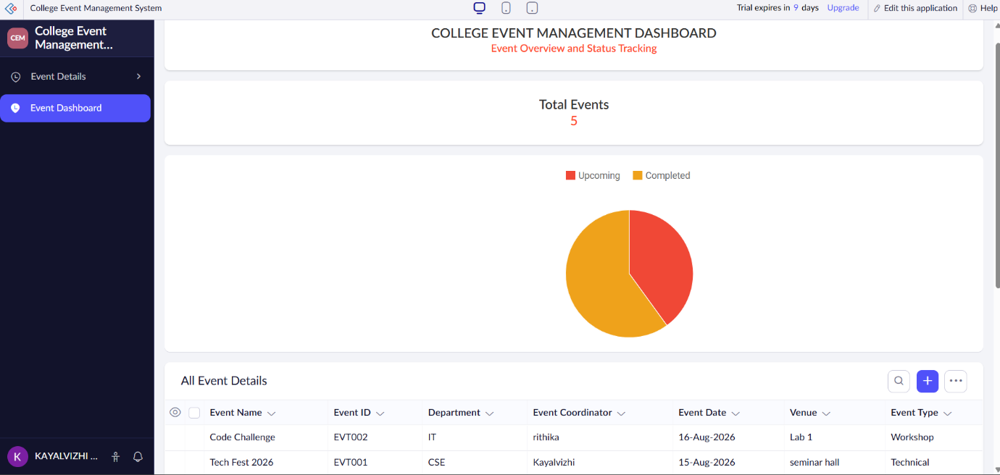 College Event Management System
Trial expires in 9 days Upgrade Edit this application Help
CEM College Event
Management...
Event Details
Event Dashboard
COLLEGE EVENT MANAGEMENT DASHBOARD
Event Overview and Status Tracking
Total Events
5
Upcoming Completed
All Event Details
Event Name Event ID Department Event Coordinator Event Date Venue Event Type
Code Challenge EVT002 IT rithika 16-Aug-2026 Lab 1 Workshop
Tech Fest 2026 EVT001 CSE Kayalvizhi 15-Aug-2026 seminar hall Technical
K KAYALVIZHI ...